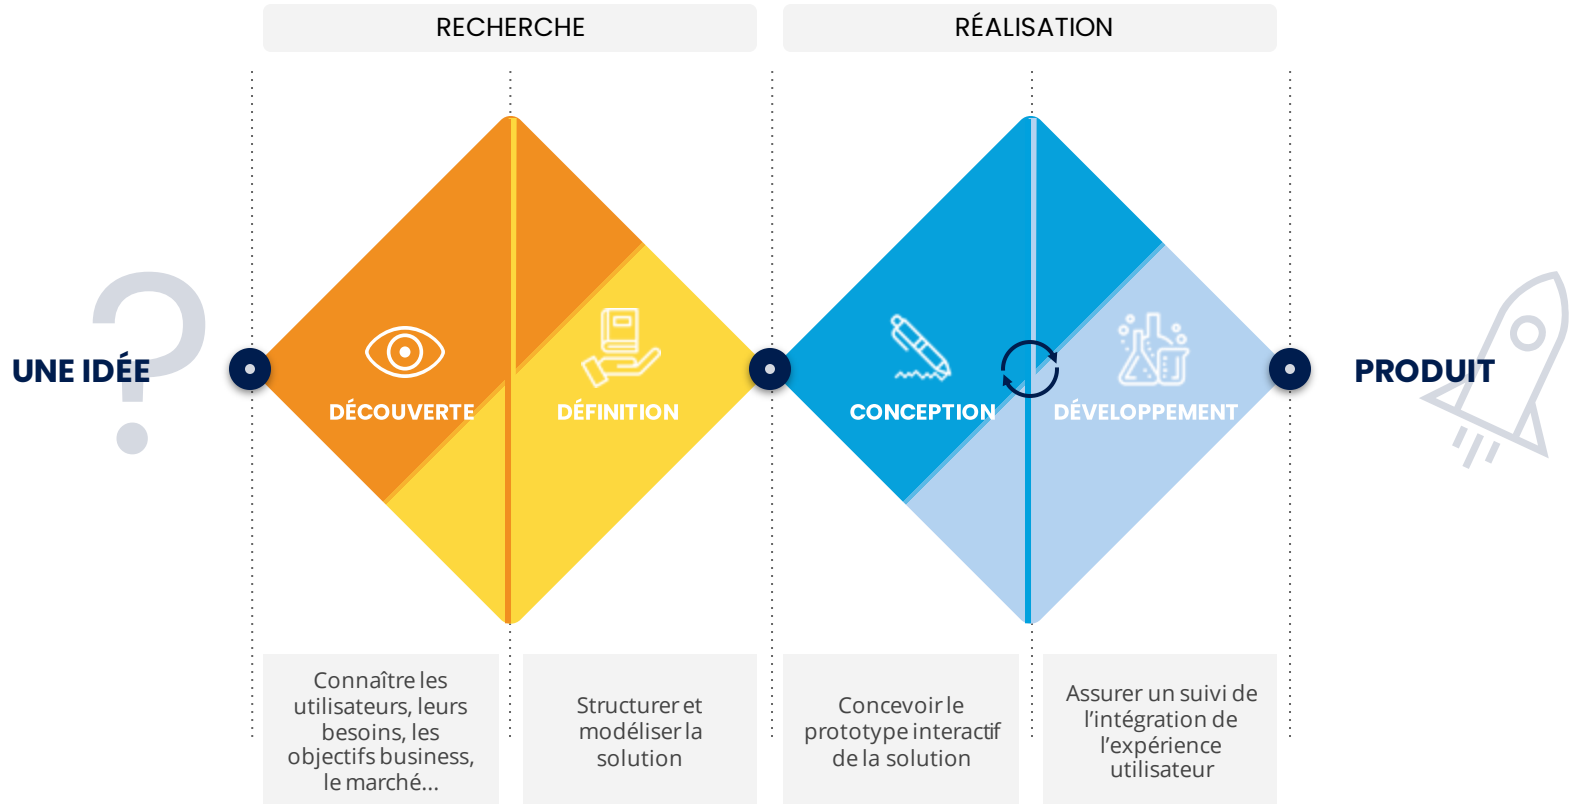 RECHERCHE
RÉALISATION
UNE IDÉE
DÉCOUVERTE
DÉFINITION
CONCEPTION
DÉVELOPPEMENT
PRODUIT
Connaître les
utilisateurs, leurs
besoins, les
objectifs business,
le marché...
Structurer et
modéliser la
solution
Concevoir le
prototype interactif
de la solution
Assurer un suivi de
l’intégration de
l’expérience
utilisateur